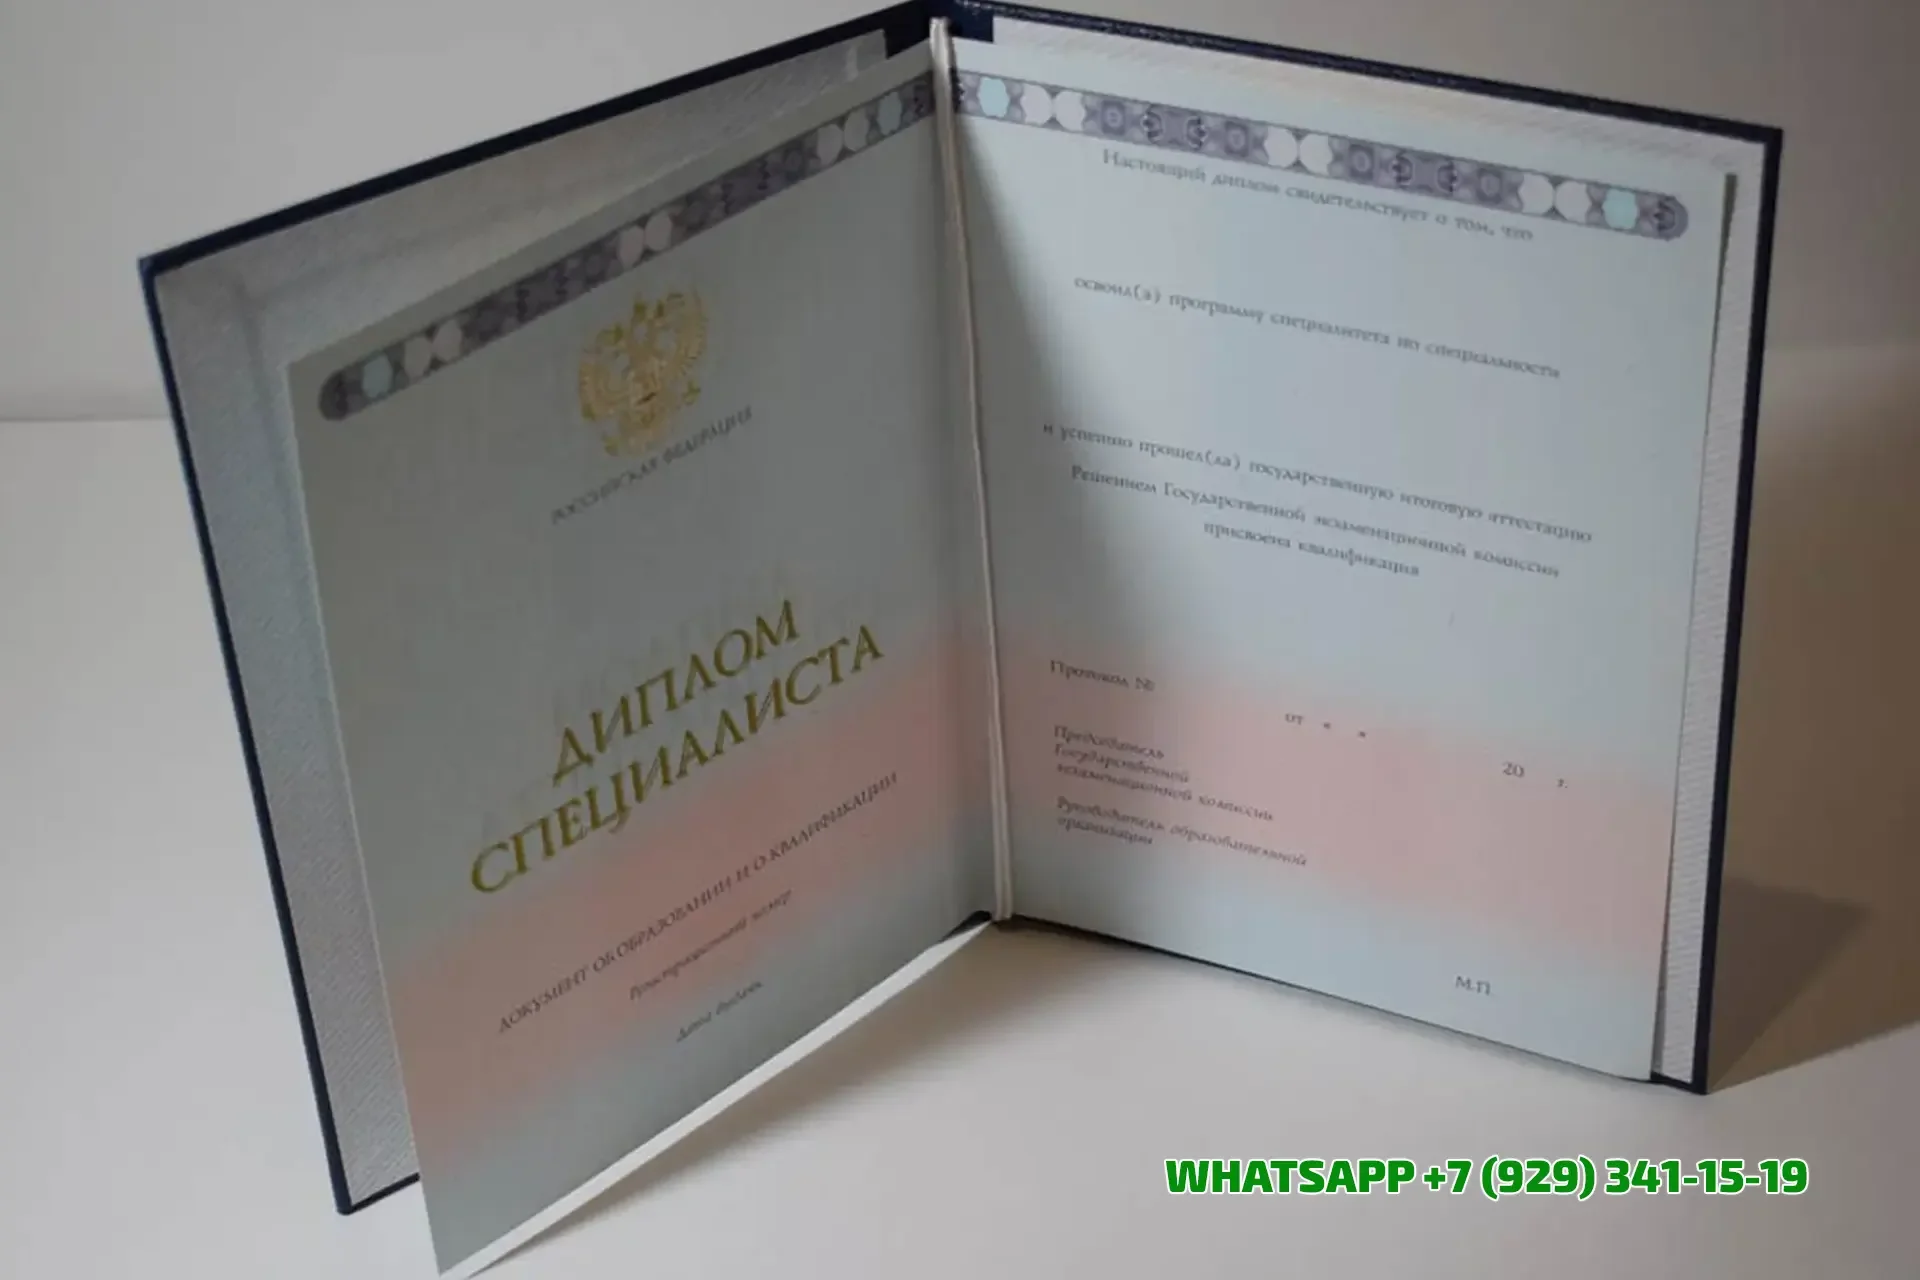 РОССИЙСКАЯ ФЕДЕРАЦИЯ
ДИПЛОМ
СПЕЦИАЛИСТА
ДОКУМЕНТ ОБ ОБРАЗОВАНИИ И О КВАЛИФИКАЦИИ
Регистрационный номер
Дата выдачи
Настоящий диплом свидетельствует о том, что
освоил(а) программу специалитета по специальности
и успешно прошел(ла) государственную итоговую аттестацию
Решением Государственной экзаменационной комиссии
присвоена квалификация
Протокол №
от « » 20 г.
Председатель
Государственной
экзаменационной комиссии
Руководитель образовательной
организации
М.П.
WHATSAPP +7 (929) 341-15-19